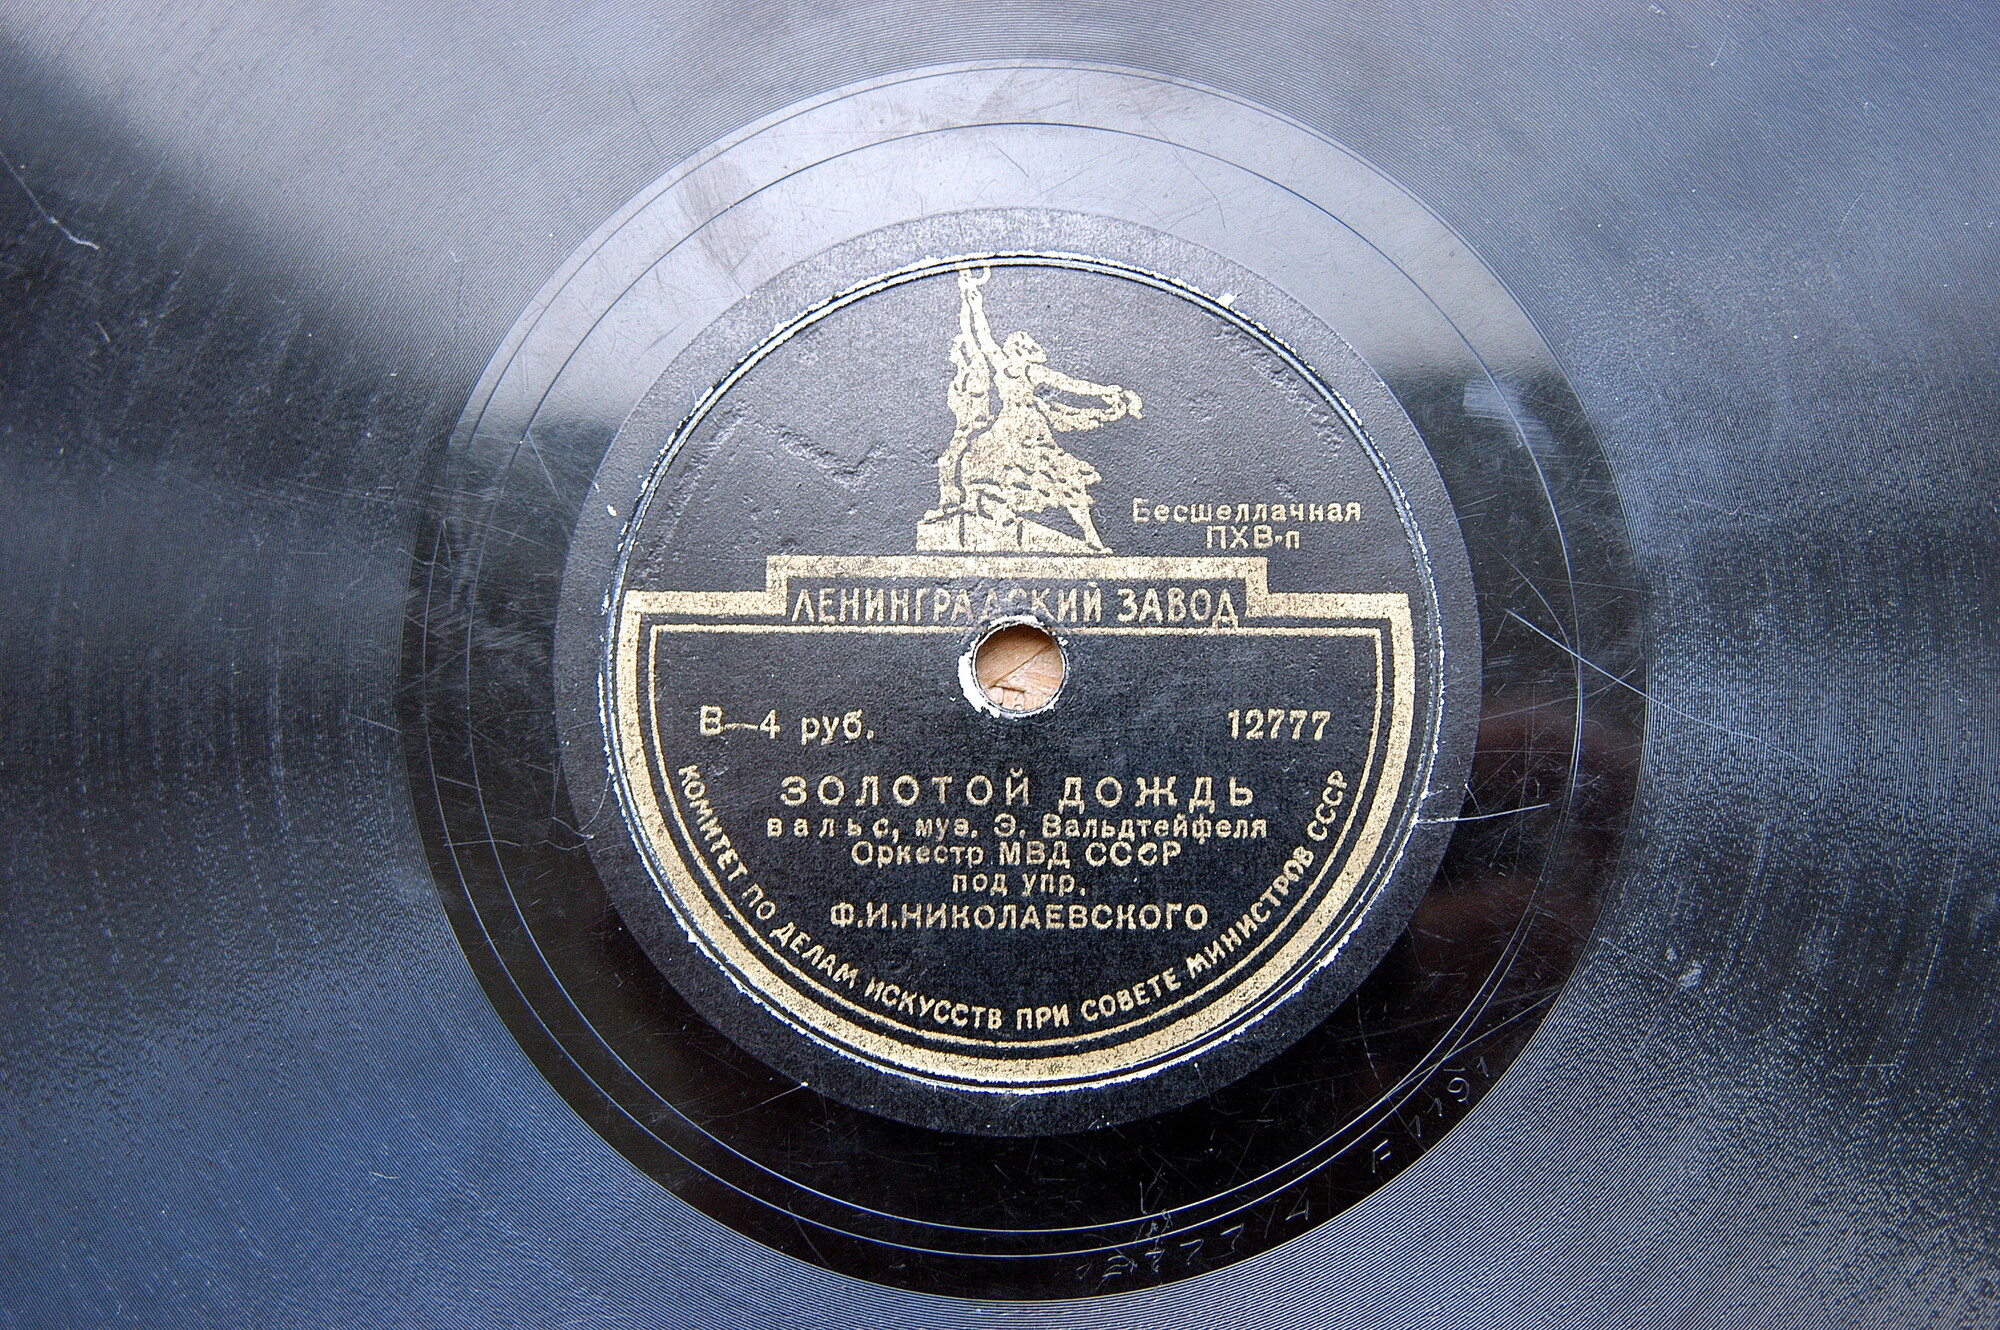 Бесшеллачная
ПХВ-п
ЛЕНИНГРАДСКИЙ ЗАВОД
В—4 руб.
12777
ЗОЛОТОЙ ДОЖДЬ
вальс, муз. Э. Вальдтейфеля
Оркестр МВД СССР
под упр.
Ф.И.НИКОЛАЕВСКОГО
КОМИТЕТ ПО ДЕЛАМ ИСКУССТВ ПРИ СОВЕТЕ МИНИСТРОВ СССР